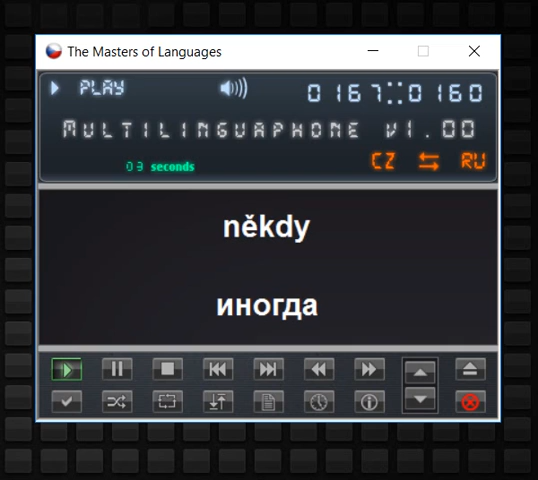 The Masters of Languages
PLAY 0167::0160
MULTILINGUAPHONE v1.00
03 seconds CZ ⇆ RU
někdy
иногда